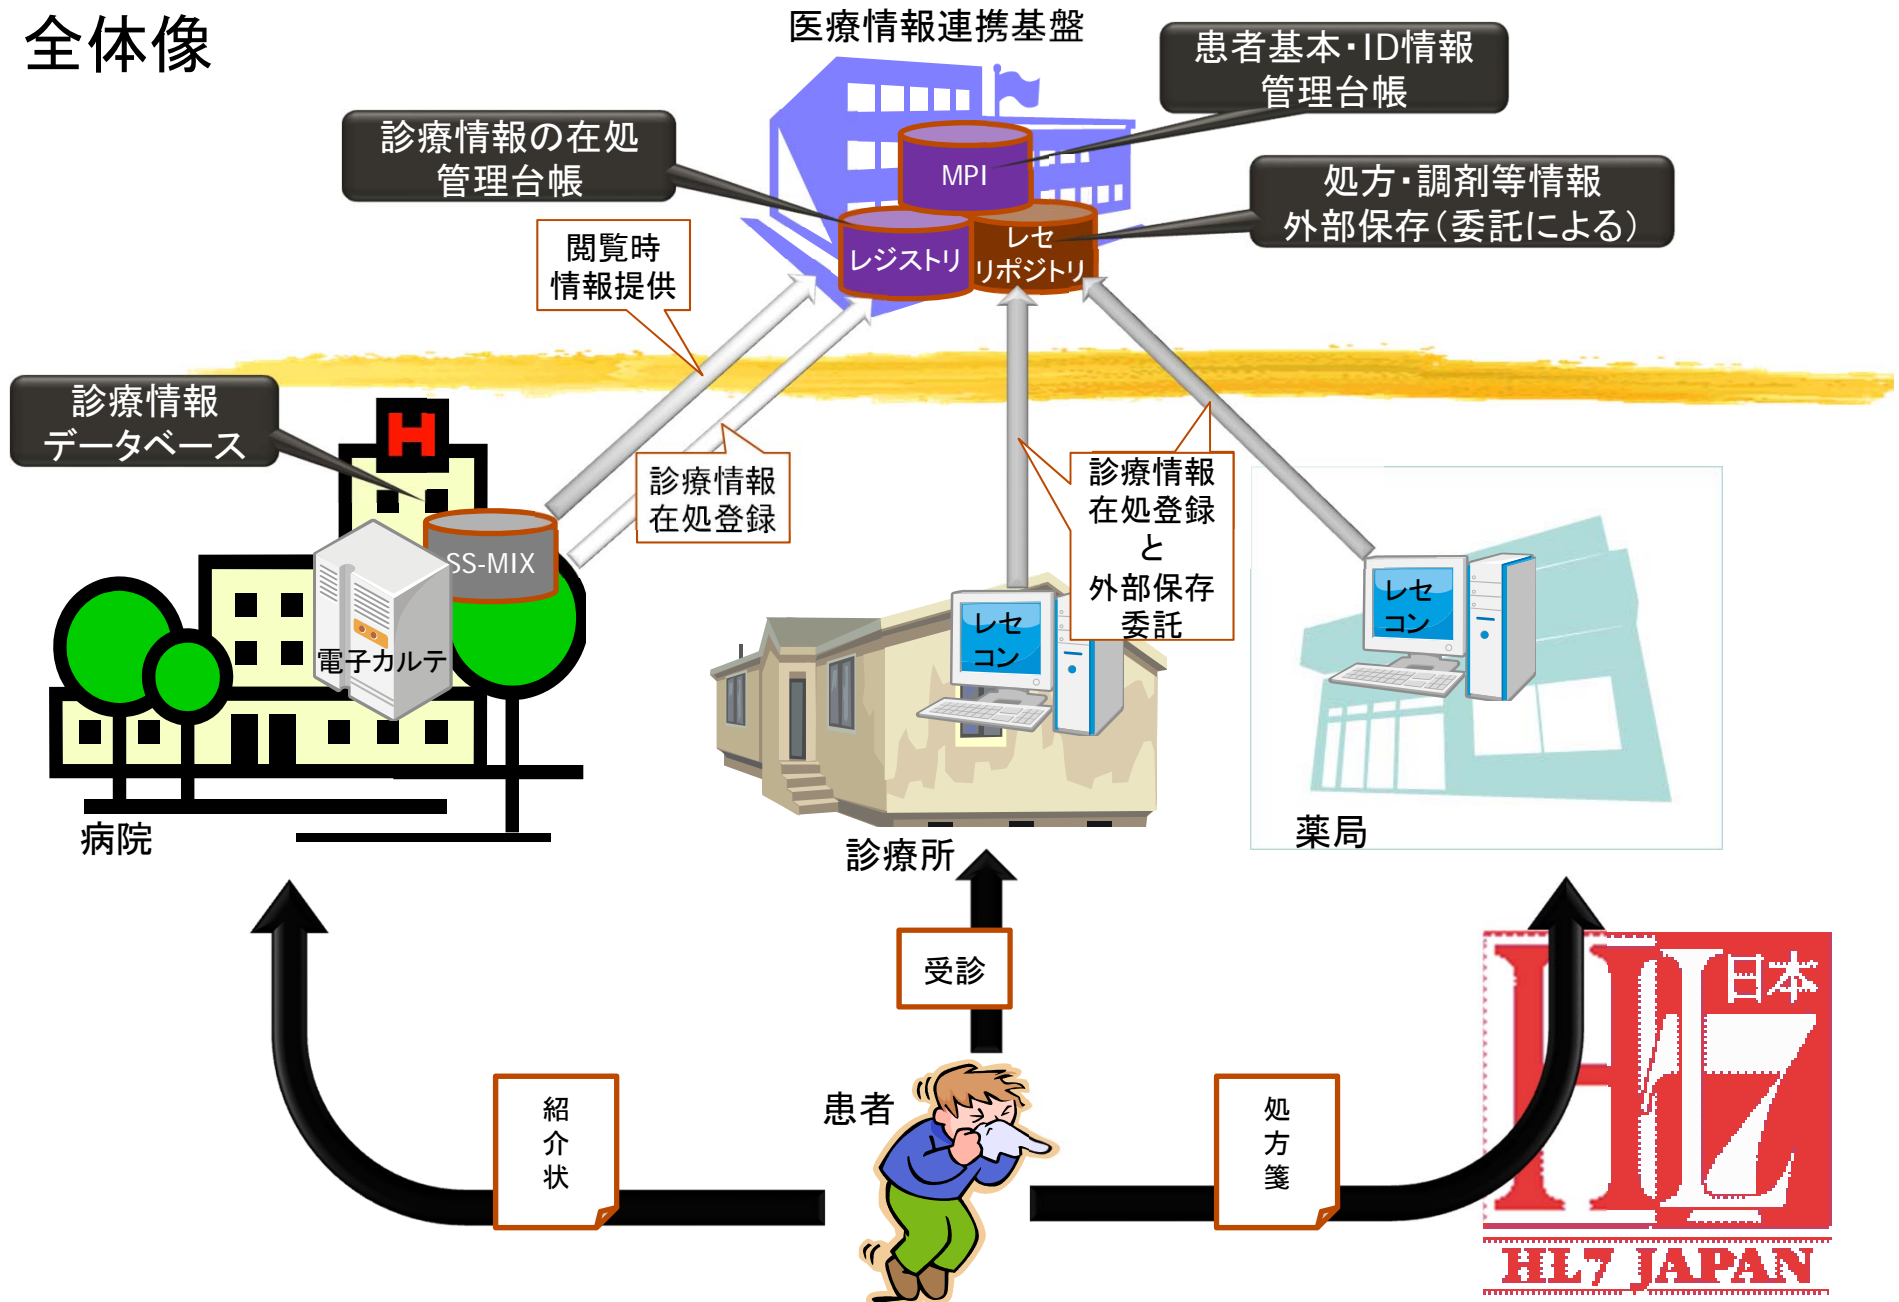 全体像
医療情報連携基盤
患者基本・ID情報
管理台帳
診療情報の在処
管理台帳
MPI
処方・調剤等情報
外部保存(委託による)
レジストリ
レセ
リポジトリ
閲覧時
情報提供
診療情報
データベース
H
診療情報
在処登録
診療情報
在処登録
と
外部保存
委託
SS-MIX
電子カルテ
レセ
コン
レセ
コン
病院
診療所
薬局
受診
患者
紹
介
状
処
方
箋
HL7
日本
HL7 JAPAN